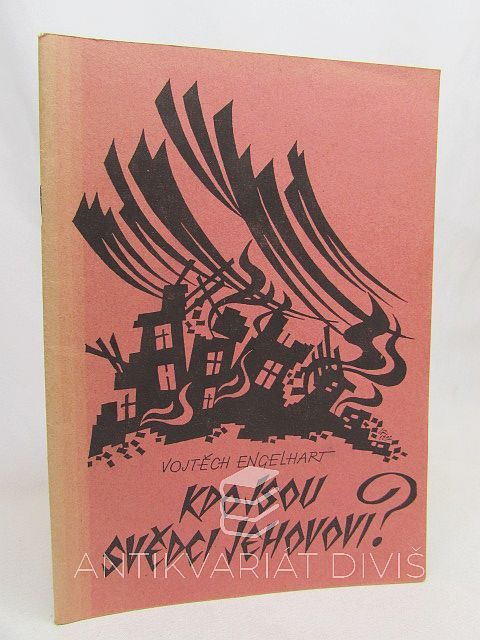 VOJTĚCH ENGELHART
KDO JSOU
SVĚDCI JEHOVOVI?
ANTIKVARIÁT DIVIŠ